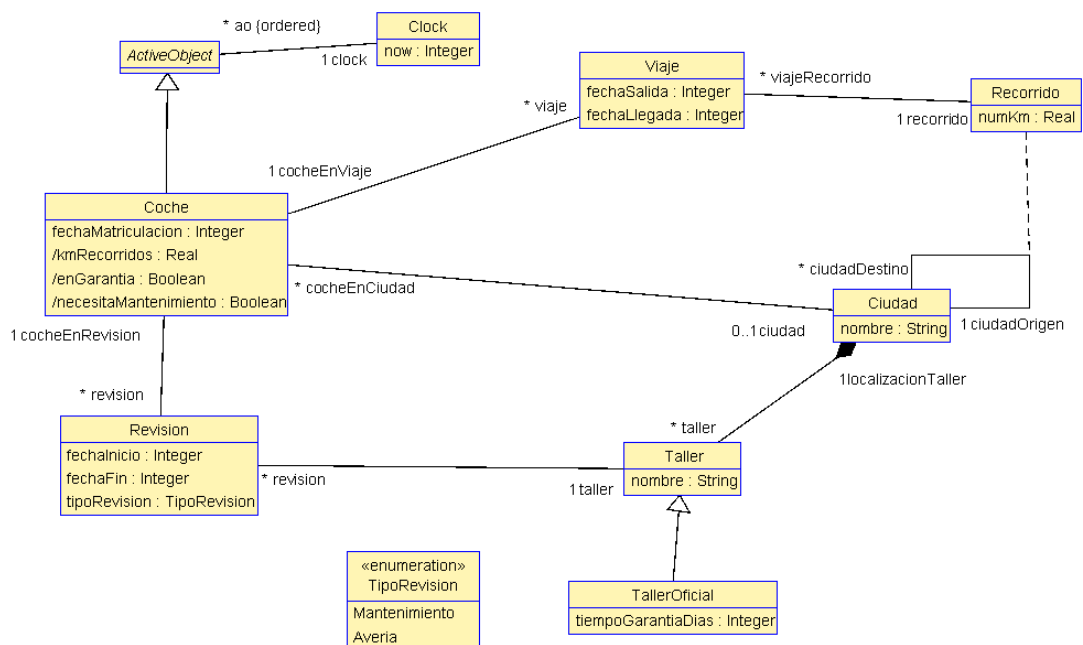 * ao {ordered}
Clock
now : Integer
ActiveObject
1 clock
Viaje
fechaSalida : Integer
fechaLlegada : Integer
* viajeRecorrido
Recorrido
numKm : Real
1 recorrido
* viaje
1 cocheEnViaje
Coche
fechaMatriculacion : Integer
/kmRecorridos : Real
/enGarantia : Boolean
/necesitaMantenimiento : Boolean
* cocheEnCiudad
* ciudadDestino
Ciudad
nombre : String
0..1 ciudad
1 ciudadOrigen
1 cocheEnRevision
1 localizacionTaller
* revision
* taller
Revision
fechaInicio : Integer
fechaFin : Integer
tipoRevision : TipoRevision
* revision
1 taller
Taller
nombre : String
«enumeration»
TipoRevision
Mantenimiento
Averia
TallerOficial
tiempoGarantiaDias : Integer